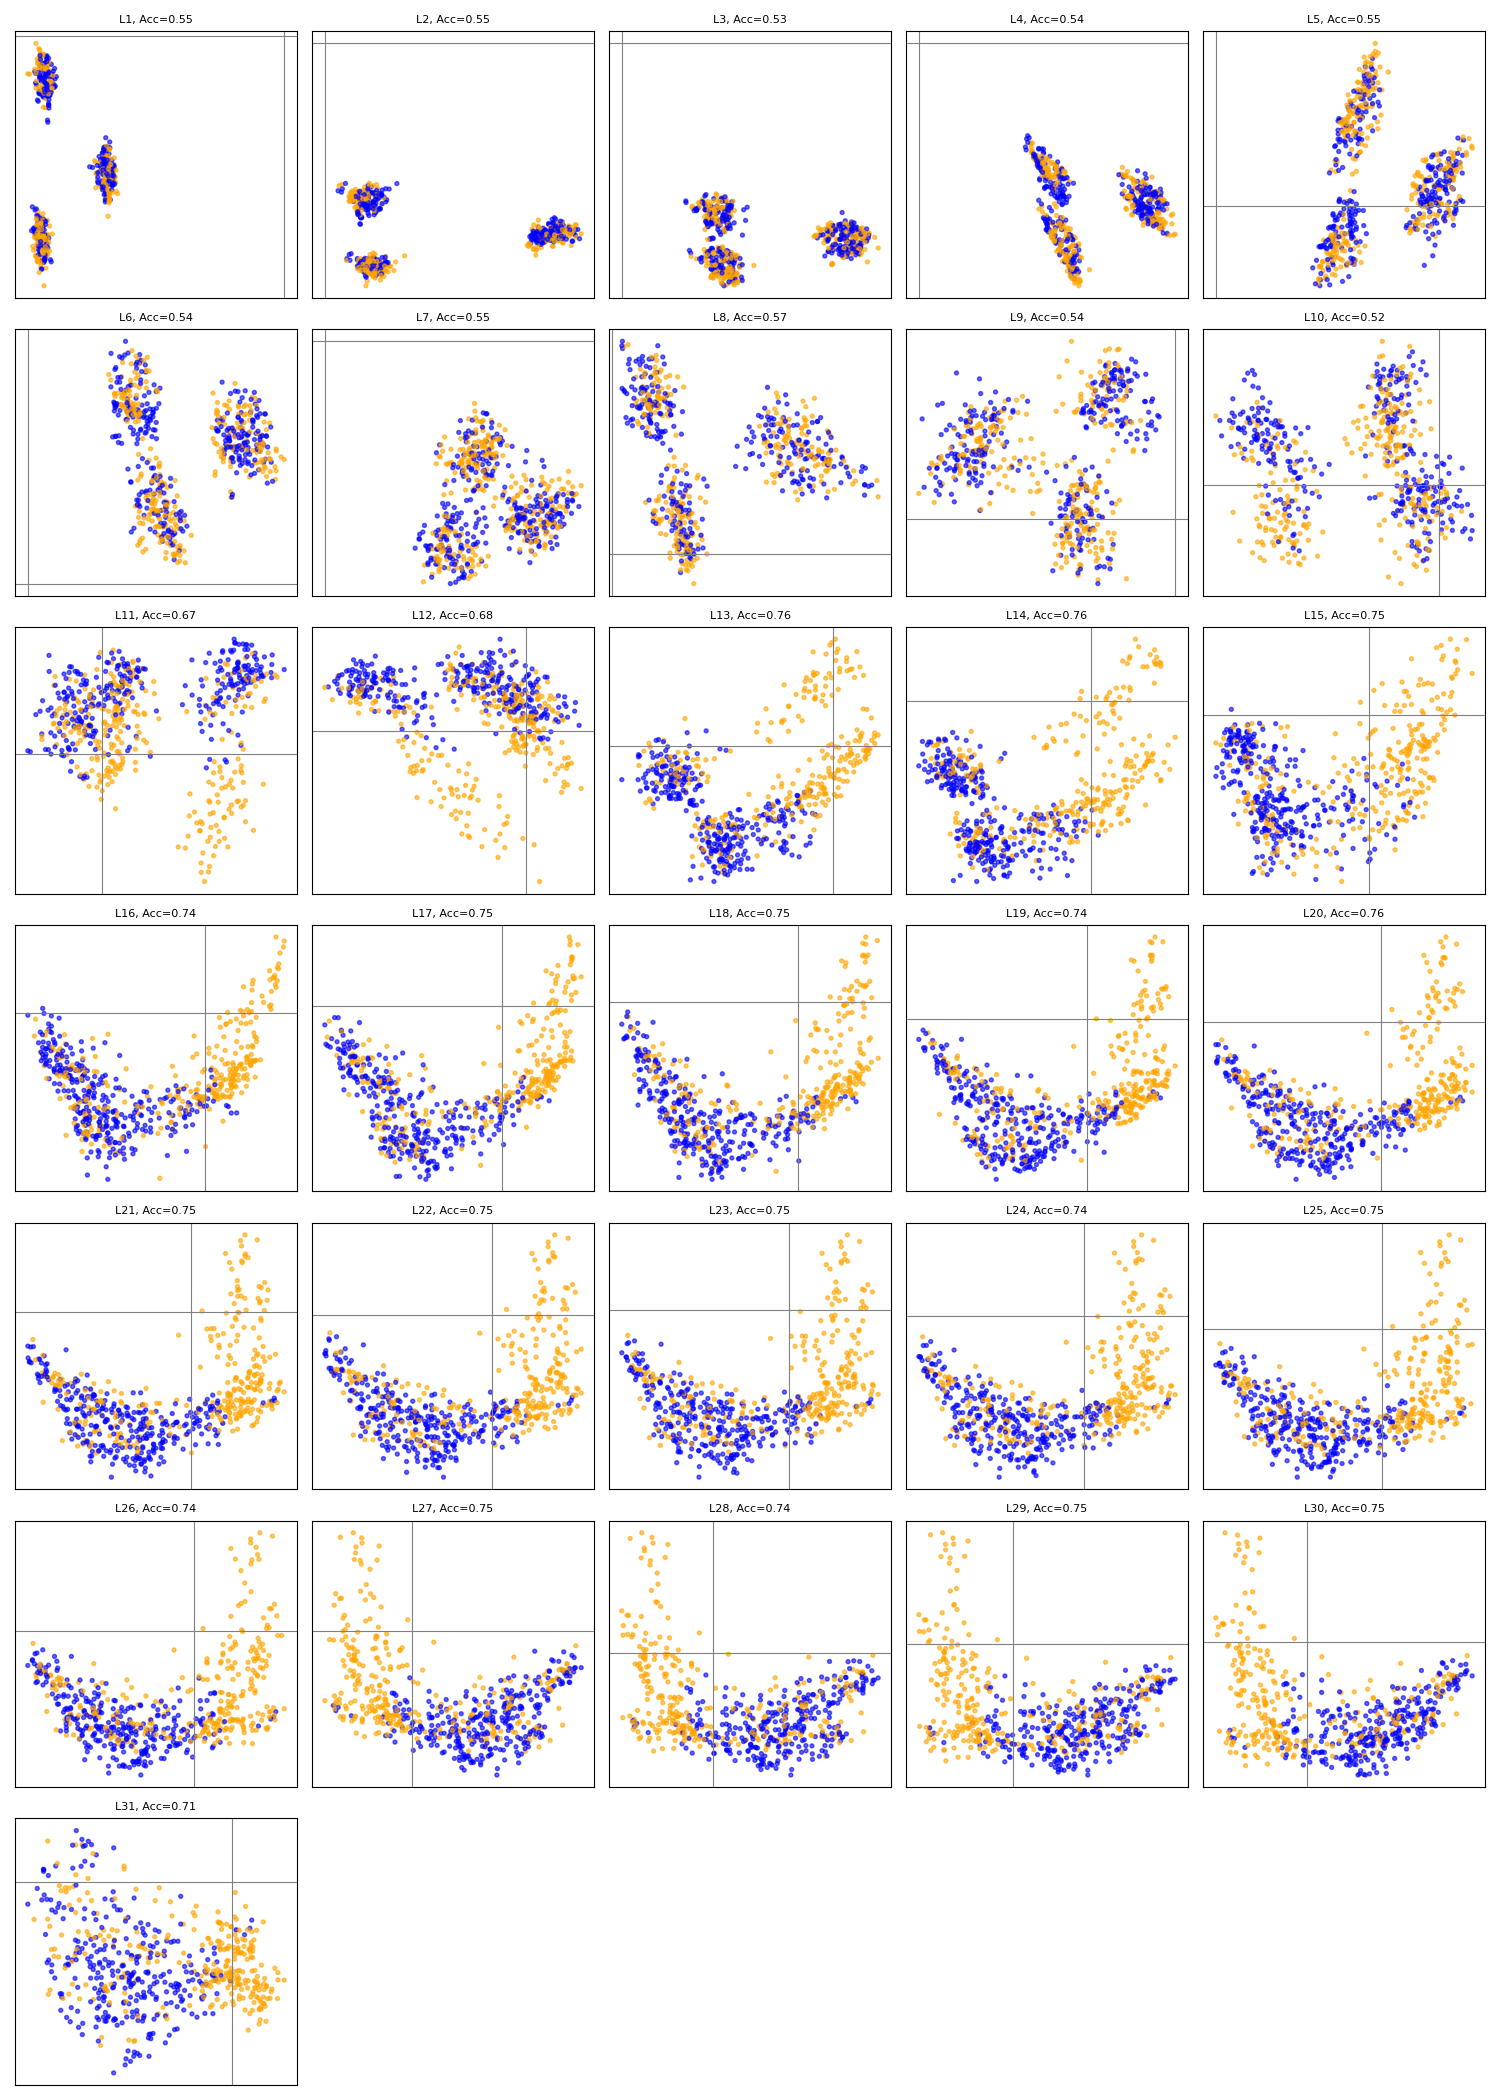 L1, Acc=0.55
L2, Acc=0.55
L3, Acc=0.53
L4, Acc=0.54
L5, Acc=0.55
L6, Acc=0.54
L7, Acc=0.55
L8, Acc=0.57
L9, Acc=0.54
L10, Acc=0.52
L11, Acc=0.67
L12, Acc=0.68
L13, Acc=0.76
L14, Acc=0.76
L15, Acc=0.75
L16, Acc=0.74
L17, Acc=0.75
L18, Acc=0.75
L19, Acc=0.74
L20, Acc=0.76
L21, Acc=0.75
L22, Acc=0.75
L23, Acc=0.75
L24, Acc=0.74
L25, Acc=0.75
L26, Acc=0.74
L27, Acc=0.75
L28, Acc=0.74
L29, Acc=0.75
L30, Acc=0.75
L31, Acc=0.71